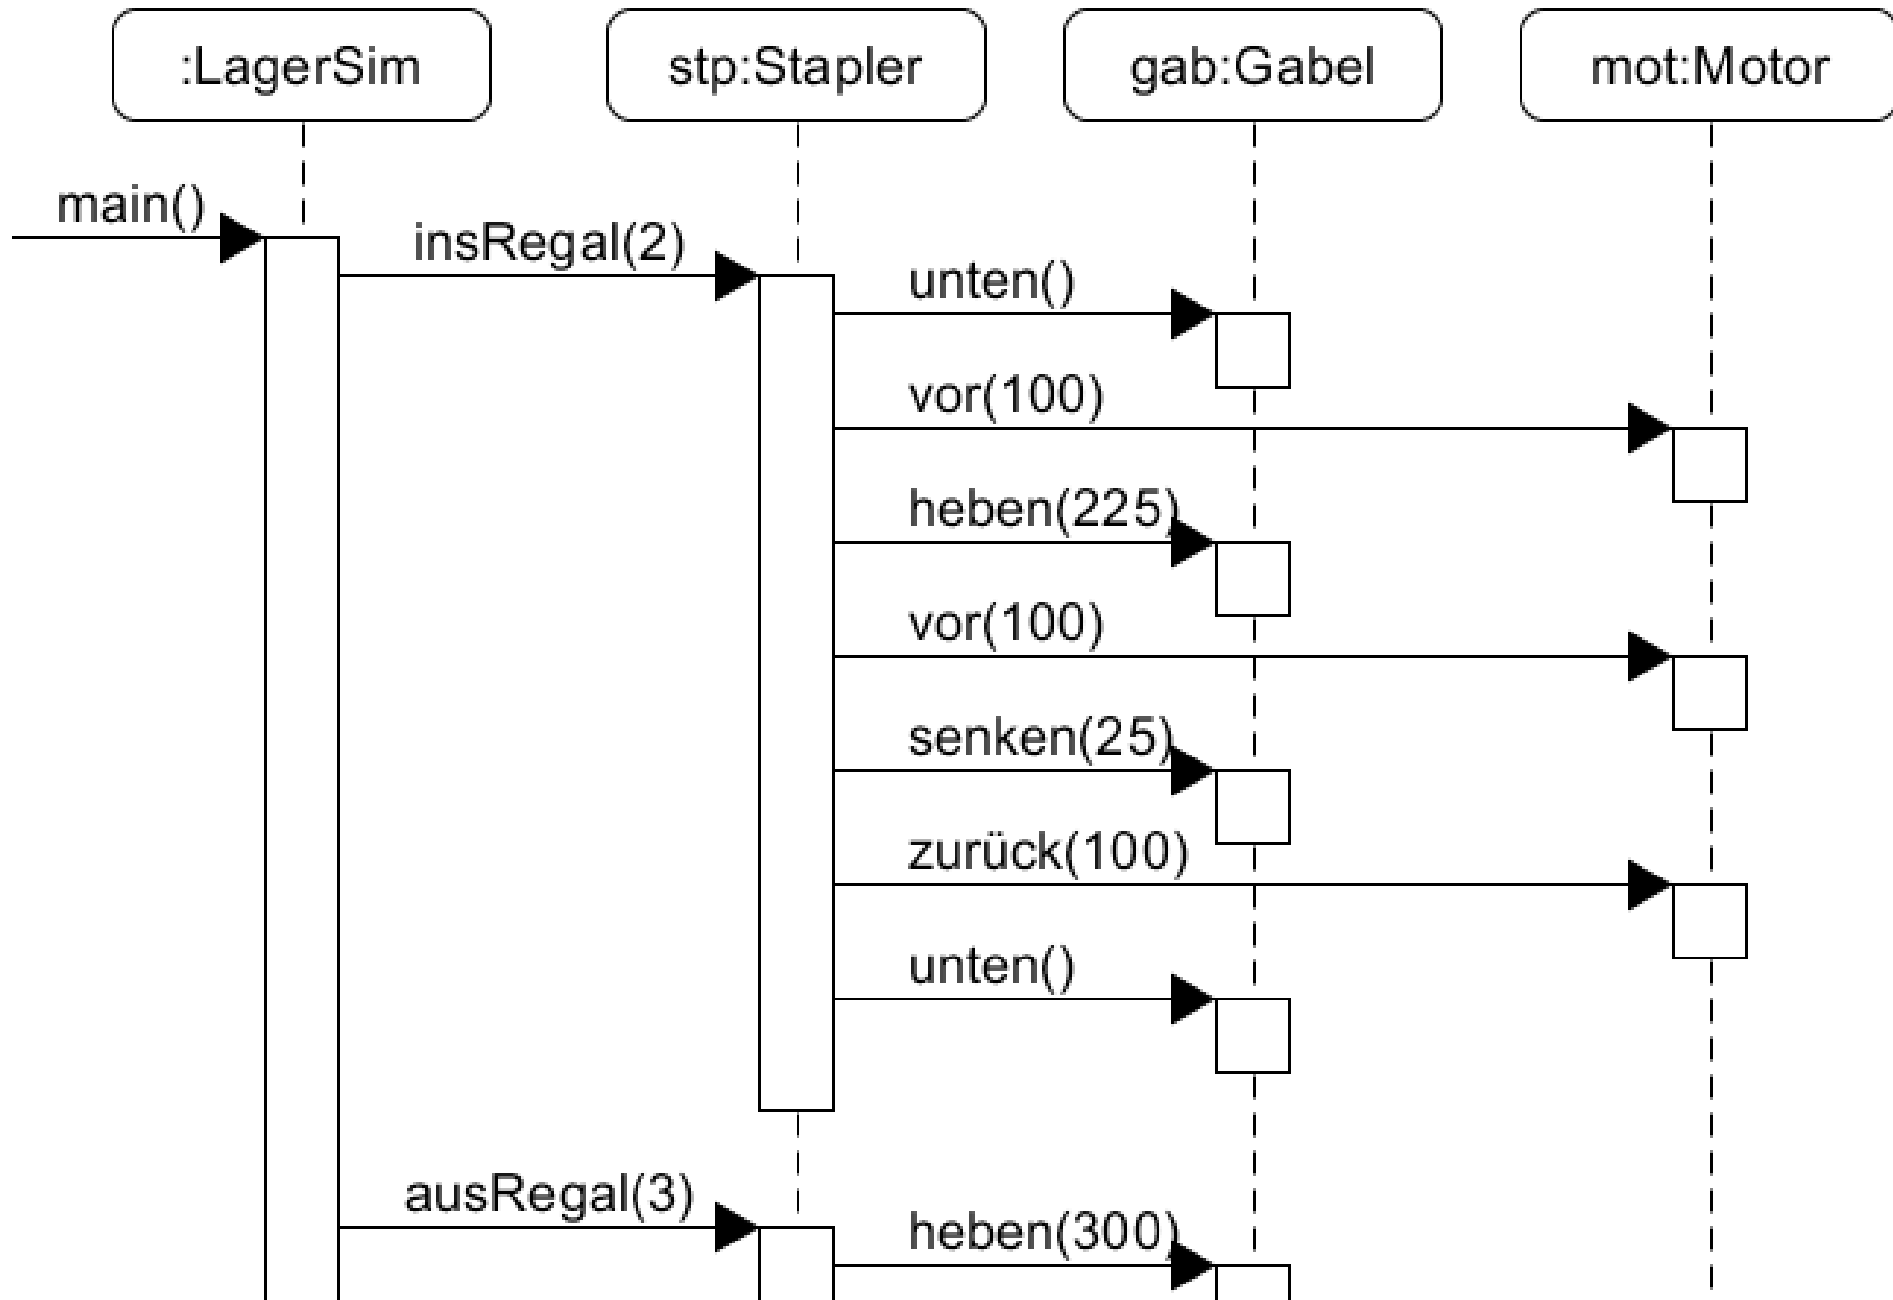 :LagerSim
stp:Stapler
gab:Gabel
mot:Motor
main()
insRegal(2)
unten()
vor(100)
heben(225)
vor(100)
senken(25)
zurück(100)
unten()
ausRegal(3)
heben(300)